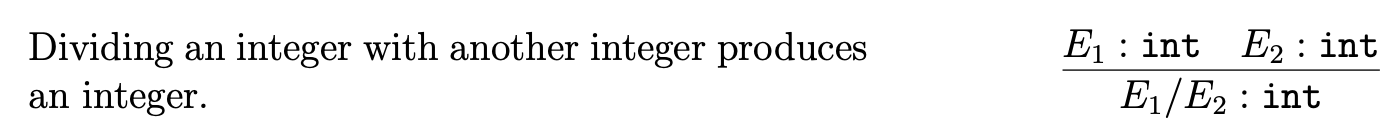 Dividing an integer with another integer produces
an integer.
E₁ : int E₂ : int
E₁/E₂ : int